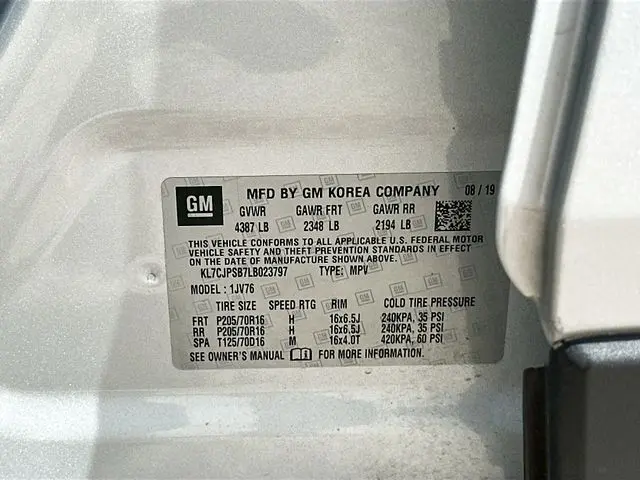 GM MFD BY GM KOREA COMPANY 08 / 19
GVWR GAWR FRT GAWR RR
4387 LB 2348 LB 2194 LB
THIS VEHICLE CONFORMS TO ALL APPLICABLE U.S. FEDERAL MOTOR
VEHICLE SAFETY AND THEFT PREVENTION STANDARDS IN EFFECT
ON THE DATE OF MANUFACTURE SHOWN ABOVE.
KL7CJPSB7LB023797 TYPE: MPV
MODEL : 1JV76
TIRE SIZE SPEED RTG RIM COLD TIRE PRESSURE
FRT P205/70R16 H 16x6.5J 240KPA, 35 PSI
RR P205/70R16 H 16x6.5J 240KPA, 35 PSI
SPA T125/70D16 M 16x4.0T 420KPA, 60 PSI
SEE OWNER'S MANUAL FOR MORE INFORMATION.